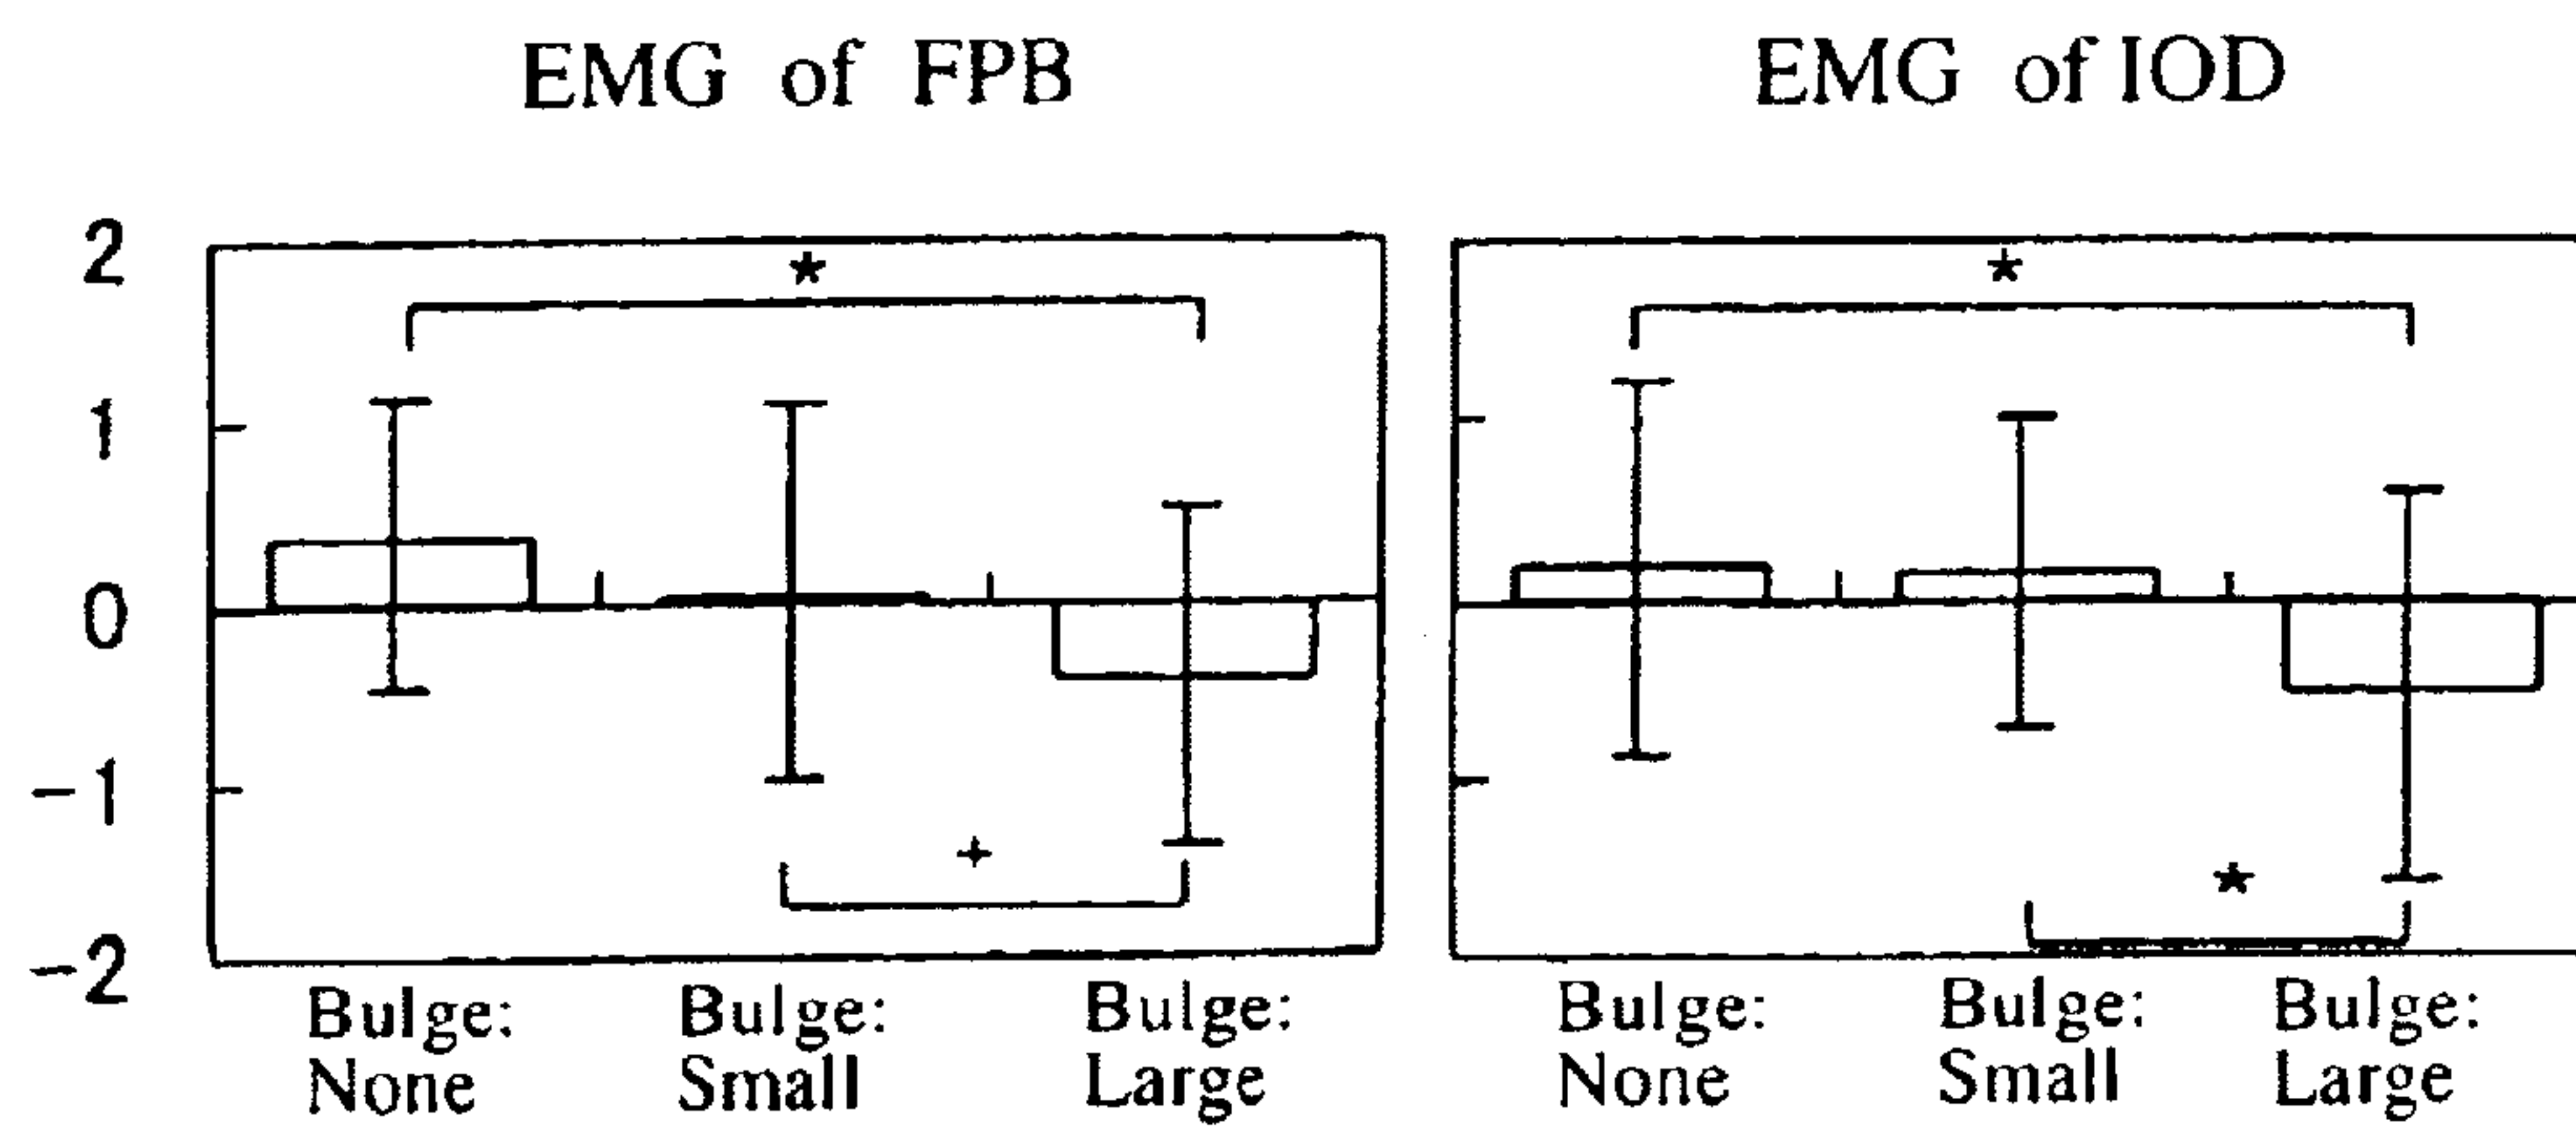 EMG of FPB
EMG of IOD
2
1
0
-1
-2
*
+
*
*
Bulge: None
Bulge: Small
Bulge: Large
Bulge: None
Bulge: Small
Bulge: Large